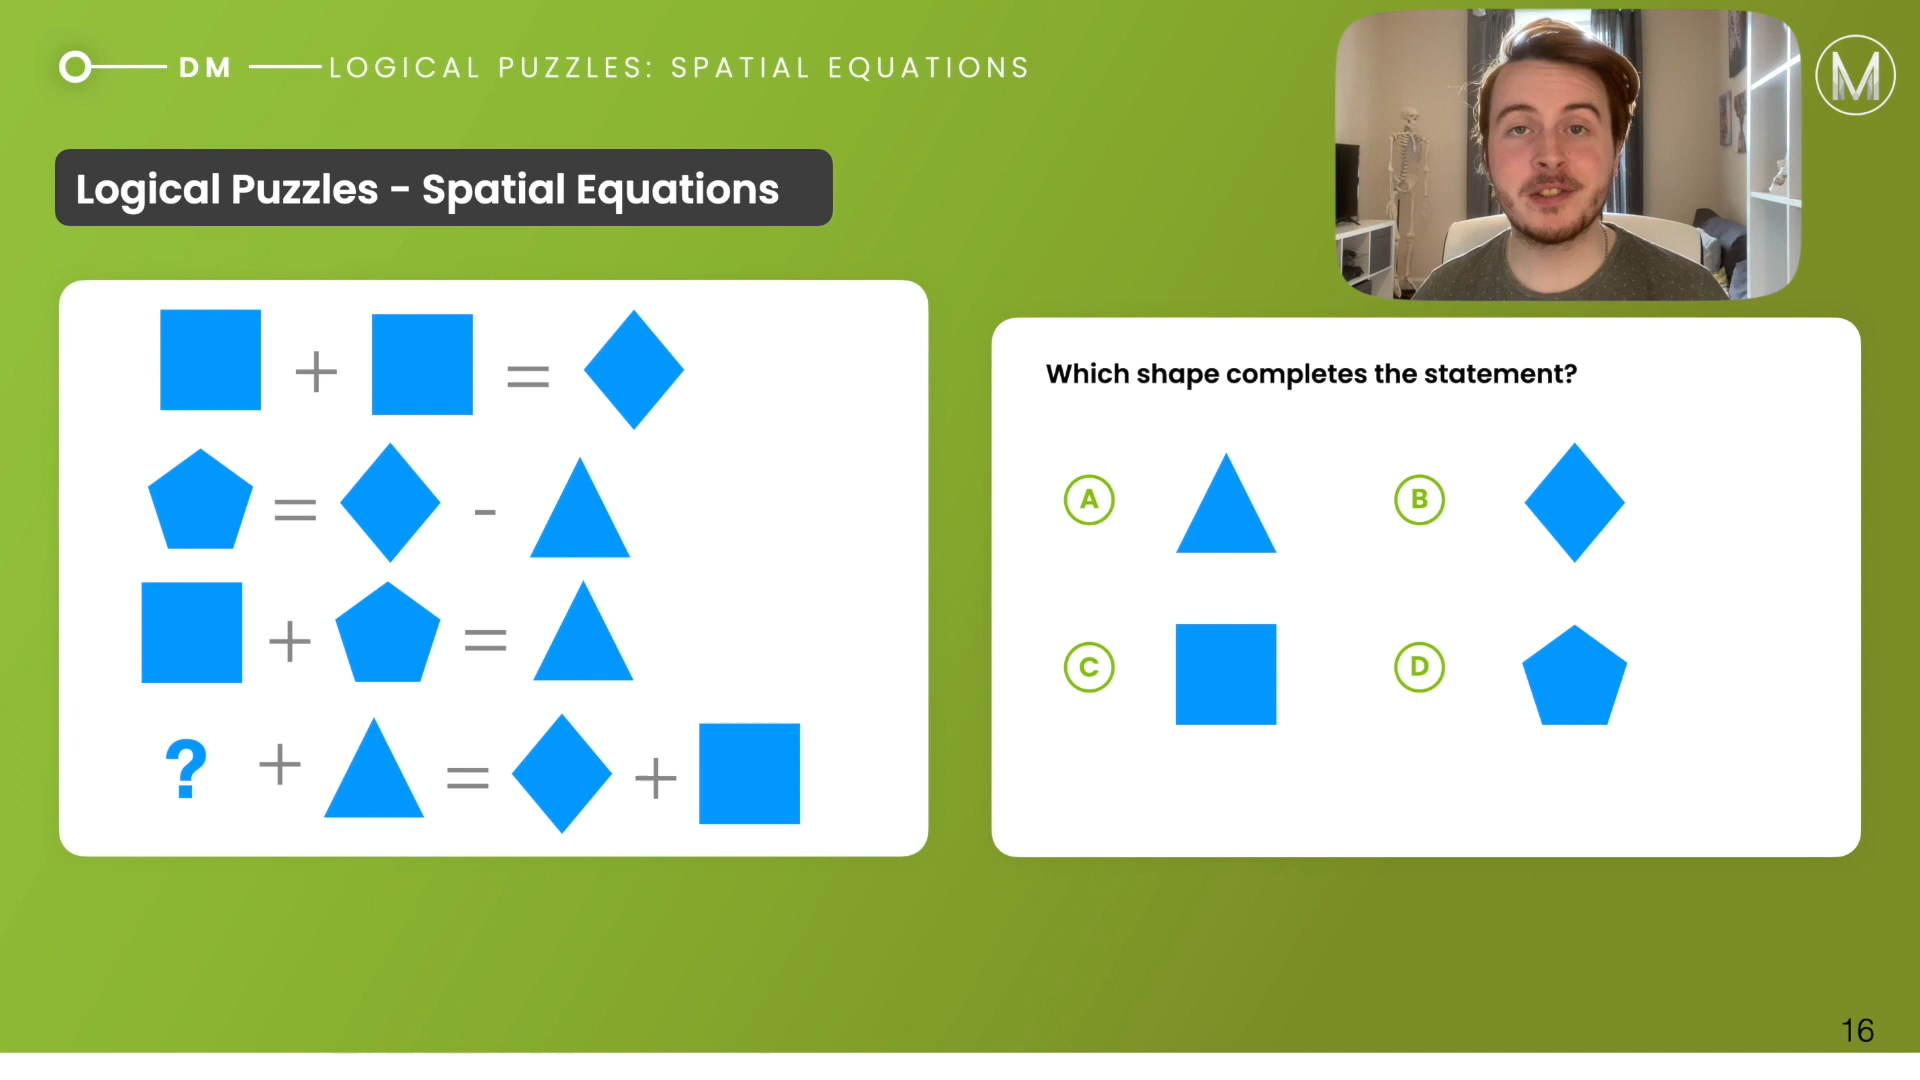 DM
LOGICAL PUZZLES: SPATIAL EQUATIONS
M
Logical Puzzles - Spatial Equations
+ =
= -
+ =
? + = +
Which shape completes the statement?
A
B
C
D
16